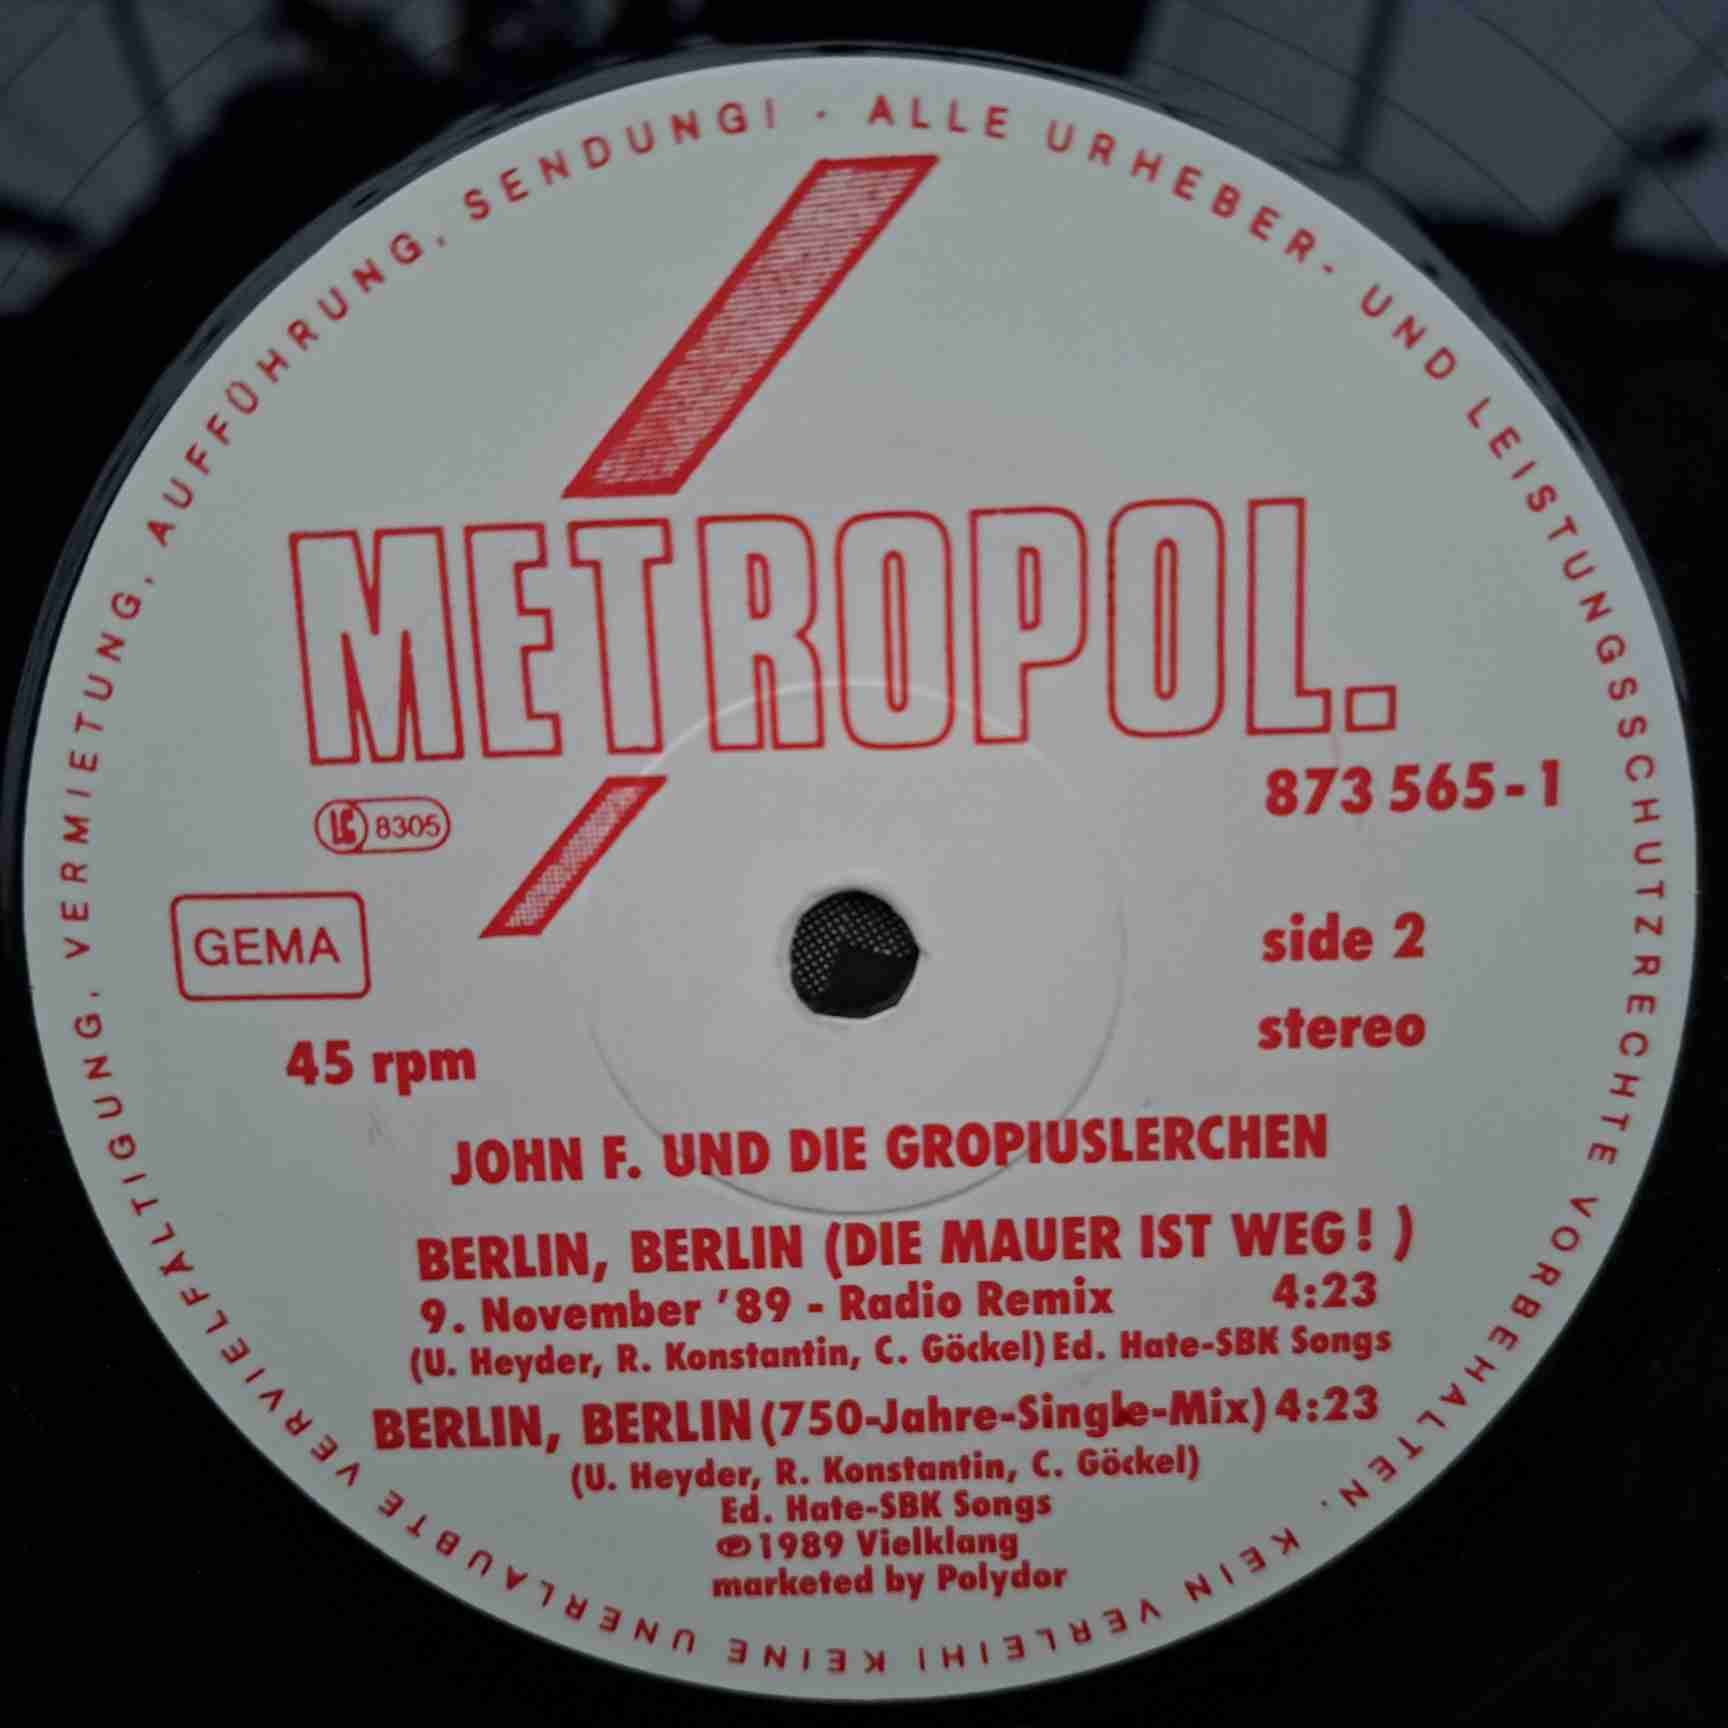 ALLE URHEBER- UND LEISTUNGSSCHUTZRECHTE VORBEHALTEN. KEIN VERLEIH! KEINE UNERLAUBTE VERVIELFÄLTIGUNG, VERMIETUNG, AUFFÜHRUNG, SENDUNG! ·
METROPOL.
873 565-1
LC 8305
GEMA
side 2
stereo
45 rpm
JOHN F. UND DIE GROPIUSLERCHEN
BERLIN, BERLIN (DIE MAUER IST WEG! )
9. November '89 - Radio Remix 4:23
(U. Heyder, R. Konstantin, C. Göckel) Ed. Hate-SBK Songs
BERLIN, BERLIN (750-Jahre-Single-Mix) 4:23
(U. Heyder, R. Konstantin, C. Göckel)
Ed. Hate-SBK Songs
℗1989 Vielklang
marketed by Polydor